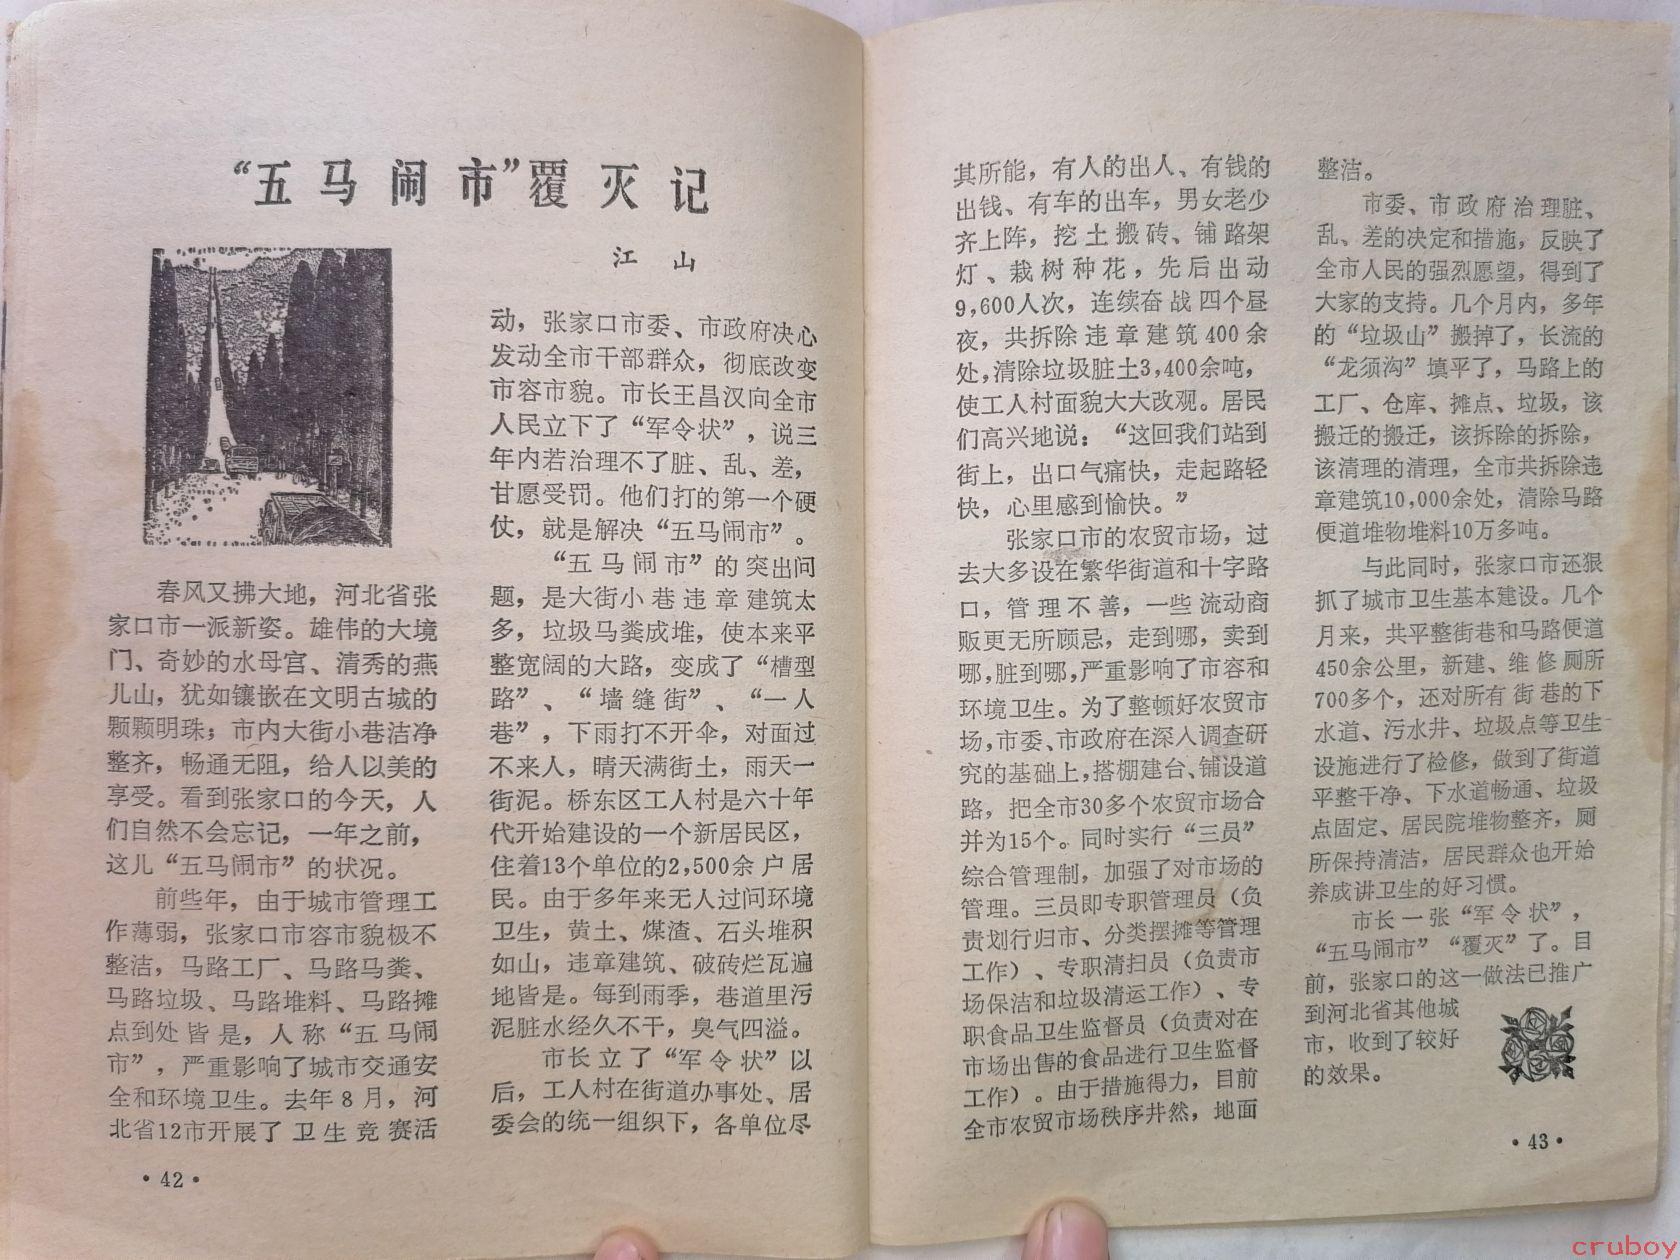 “五马闹市”覆灭记
江 山
春风又拂大地，河北省张
家口市一派新姿。雄伟的大境
门、奇妙的水母宫、清秀的燕
儿山，犹如镶嵌在文明古城的
颗颗明珠；市内大街小巷洁净
整齐，畅通无阻，给人以美的
享受。看到张家口的今天，人
们自然不会忘记，一年之前，
这儿“五马闹市”的状况。
前些年，由于城市管理工
作薄弱，张家口市容市貌极不
整洁，马路工厂、马路马粪、
马路垃圾、马路堆料、马路摊
点到处皆是，人称“五马闹
市”，严重影响了城市交通安
全和环境卫生。去年8月，河
北省12市开展了卫生竞赛活
·42·
动，张家口市委、市政府决心
发动全市干部群众，彻底改变
市容市貌。市长王昌汉向全市
人民立下了“军令状”，说三
年内若治理不了脏、乱、差，
甘愿受罚。他们打的第一个硬
仗，就是解决“五马闹市”。
“五马闹市”的突出问
题，是大街小巷违章建筑太
多，垃圾马粪成堆，使本来平
整宽阔的大路，变成了“槽型
路”、“墙缝街”、“一人
巷”，下雨打不开伞，对面过
不来人，晴天满街土，雨天一
街泥。桥东区工人村是六十年
代开始建设的一个新居民区，
住着13个单位的2,500余户居
民。由于多年来无人过问环境
卫生，黄土、煤渣、石头堆积
如山，违章建筑、破砖烂瓦遍
地皆是。每到雨季，巷道里污
泥脏水经久不干，臭气四溢。
市长立了“军令状”以
后，工人村在街道办事处、居
委会的统一组织下，各单位尽
其所能，有人的出人、有钱的
出钱、有车的出车，男女老少
齐上阵，挖土搬砖、铺路架
灯、栽树种花，先后出动
9,600人次，连续奋战四个昼
夜，共拆除违章建筑400余
处，清除垃圾脏土3,400余吨，
使工人村面貌大大改观。居民
们高兴地说：“这回我们站到
街上，出口气痛快，走起路轻
快，心里感到愉快。”
张家口市的农贸市场，过
去大多设在繁华街道和十字路
口，管理不善，一些流动商
贩更无所顾忌，走到哪，卖到
哪，脏到哪，严重影响了市容和
环境卫生。为了整顿好农贸市
场，市委、市政府在深入调查研
究的基础上，搭棚建台、铺设道
路，把全市30多个农贸市场合
并为15个。同时实行“三员”
综合管理制，加强了对市场的
管理。三员即专职管理员（负
责划行归市、分类摆摊等管理
工作）、专职清扫员（负责市
场保洁和垃圾清运工作）、专
职食品卫生监督员（负责对在
市场出售的食品进行卫生监督
工作）。由于措施得力，目前
全市农贸市场秩序井然，地面
整洁。
市委、市政府治理脏、
乱、差的决定和措施，反映了
全市人民的强烈愿望，得到了
大家的支持。几个月内，多年
的“垃圾山”搬掉了，长流的
“龙须沟”填平了，马路上的
工厂、仓库、摊点、垃圾，该
搬迁的搬迁，该拆除的拆除，
该清理的清理，全市共拆除违
章建筑10,000余处，清除马路
便道堆物堆料10万多吨。
与此同时，张家口市还狠
抓了城市卫生基本建设。几个
月来，共平整街巷和马路便道
450余公里，新建、维修厕所
700多个，还对所有街巷的下
水道、污水井、垃圾点等卫生
设施进行了检修，做到了街道
平整干净、下水道畅通、垃圾
点固定、居民院堆物整齐，厕
所保持清洁，居民群众也开始
养成讲卫生的好习惯。
市长一张“军令状”，
“五马闹市”“覆灭”了。目
前，张家口的这一做法已推广
到河北省其他城
市，收到了较好
的效果。
·43·
cruboy